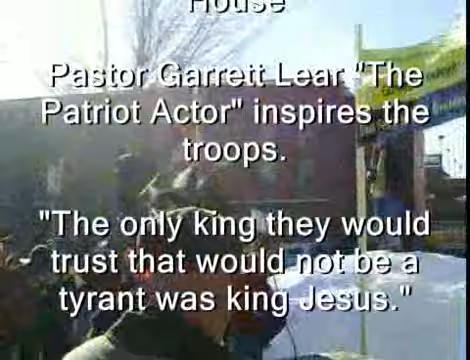 House
Pastor Garrett Lear "The
Patriot Actor" inspires the
troops.
"The only king they would
trust that would not be a
tyrant was king Jesus."